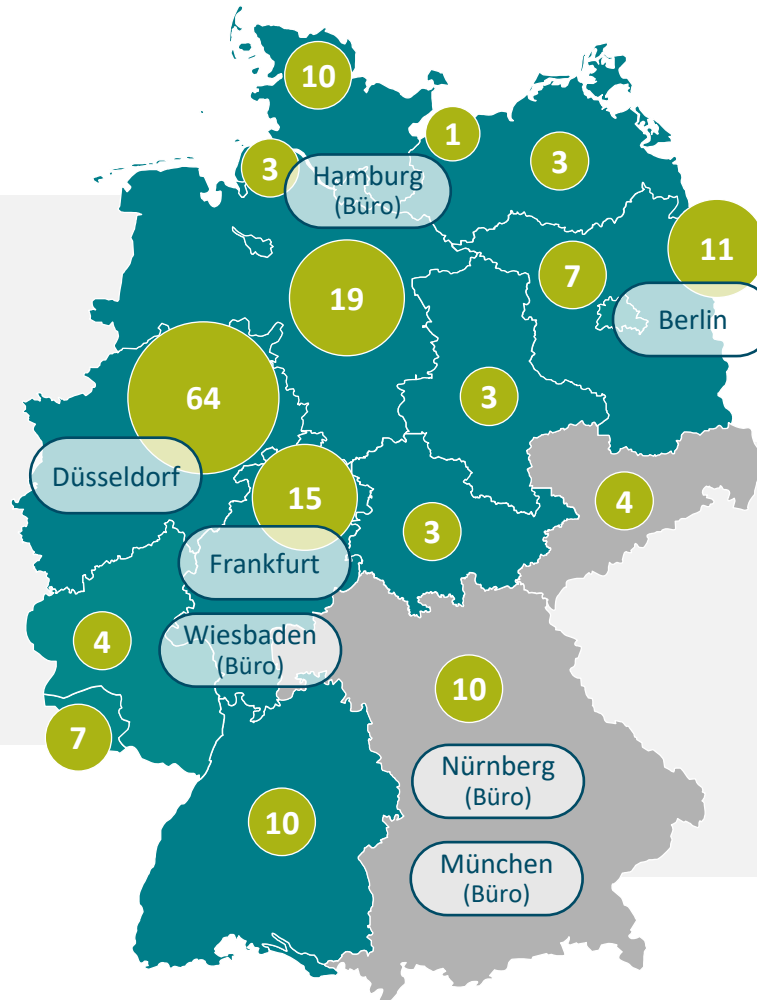 10
1
3
3
Hamburg
(Büro)
11
7
19
Berlin
64
3
Düsseldorf
15
4
3
Frankfurt
4
Wiesbaden
(Büro)
10
7
Nürnberg
(Büro)
10
München
(Büro)